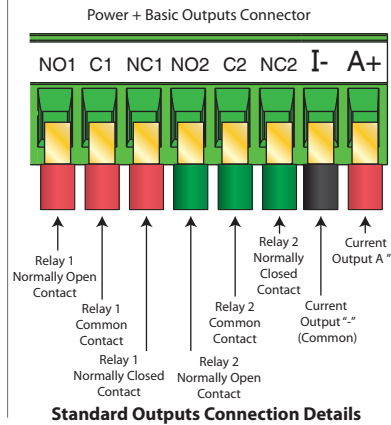 Power + Basic Outputs Connector
NO1 C1 NC1 NO2 C2 NC2 I- A+
Relay 1
Normally Open
Contact
Relay 1
Common
Contact
Relay 1
Normally Closed
Contact
Relay 2
Normally Open
Contact
Relay 2
Common
Contact
Relay 2
Normally
Closed
Contact
Current
Output “-”
(Common)
Current
Output A ”
Standard Outputs Connection Details